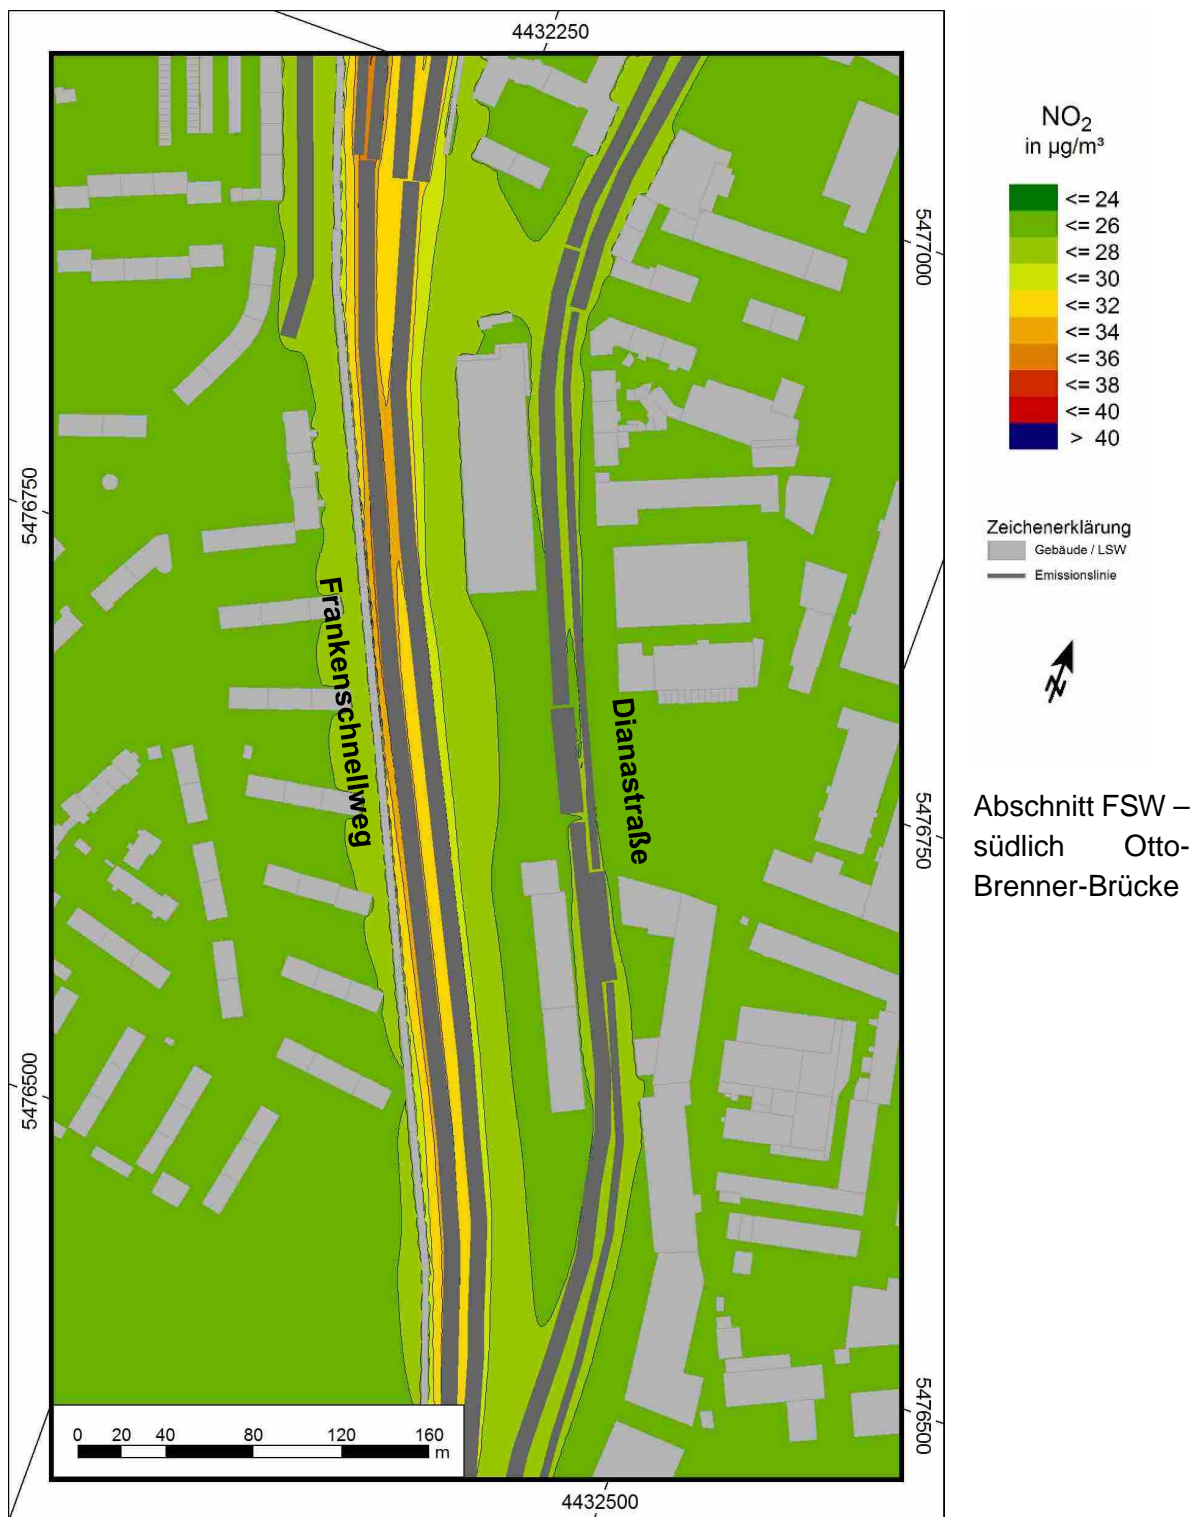 4432250
NO2
in µg/m³
<= 24
<= 26
<= 28
<= 30
<= 32
<= 34
<= 36
<= 38
<= 40
> 40
5477000
5476750
Zeichenerklärung
Gebäude / LSW
Emissionslinie
N
Frankenschnellweg
Dianastraße
5476750
Abschnitt FSW –
südlich Otto-
Brenner-Brücke
5476500
5476500
0 20 40 80 120 160
m
4432500